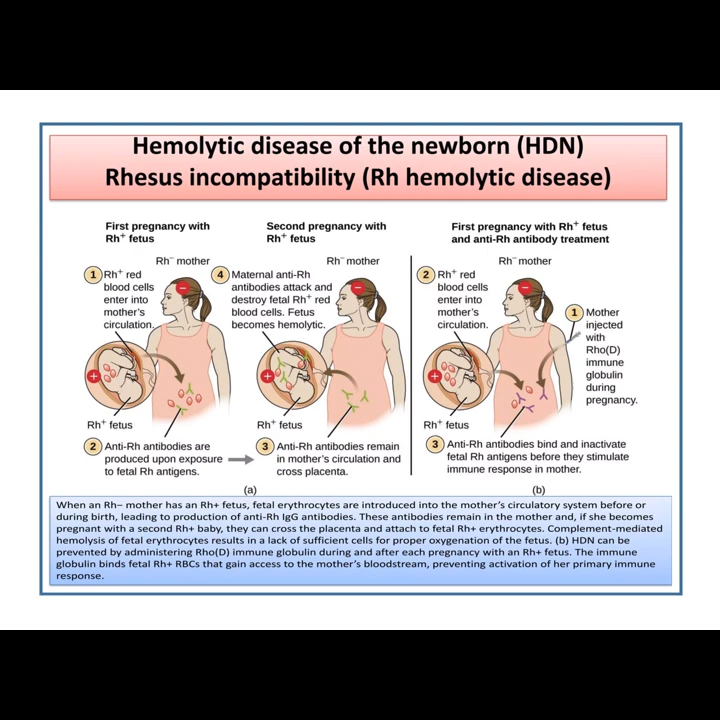 Hemolytic disease of the newborn (HDN)
Rhesus incompatibility (Rh hemolytic disease)
First pregnancy with
Rh+ fetus
Rh− mother
1 Rh+ red
blood cells
enter into
mother's
circulation.
+
−
Rh+ fetus
2 Anti-Rh antibodies are
produced upon exposure
to fetal Rh antigens.
Second pregnancy with
Rh+ fetus
Rh− mother
4 Maternal anti-Rh
antibodies attack and
destroy fetal Rh+ red
blood cells. Fetus
becomes hemolytic.
+
−
Rh+ fetus
3 Anti-Rh antibodies remain
in mother's circulation and
cross placenta.
(a)
First pregnancy with Rh+ fetus
and anti-Rh antibody treatment
Rh− mother
2 Rh+ red
blood cells
enter into
mother's
circulation.
1 Mother
injected
with
Rho(D)
immune
globulin
during
pregnancy.
+
−
Rh+ fetus
3 Anti-Rh antibodies bind and inactivate
fetal Rh antigens before they stimulate
immune response in mother.
(b)
When an Rh− mother has an Rh+ fetus, fetal erythrocytes are introduced into the mother's circulatory system before or
during birth, leading to production of anti-Rh IgG antibodies. These antibodies remain in the mother and, if she becomes
pregnant with a second Rh+ baby, they can cross the placenta and attach to fetal Rh+ erythrocytes. Complement-mediated
hemolysis of fetal erythrocytes results in a lack of sufficient cells for proper oxygenation of the fetus. (b) HDN can be
prevented by administering Rho(D) immune globulin during and after each pregnancy with an Rh+ fetus. The immune
globulin binds fetal Rh+ RBCs that gain access to the mother's bloodstream, preventing activation of her primary immune
response.